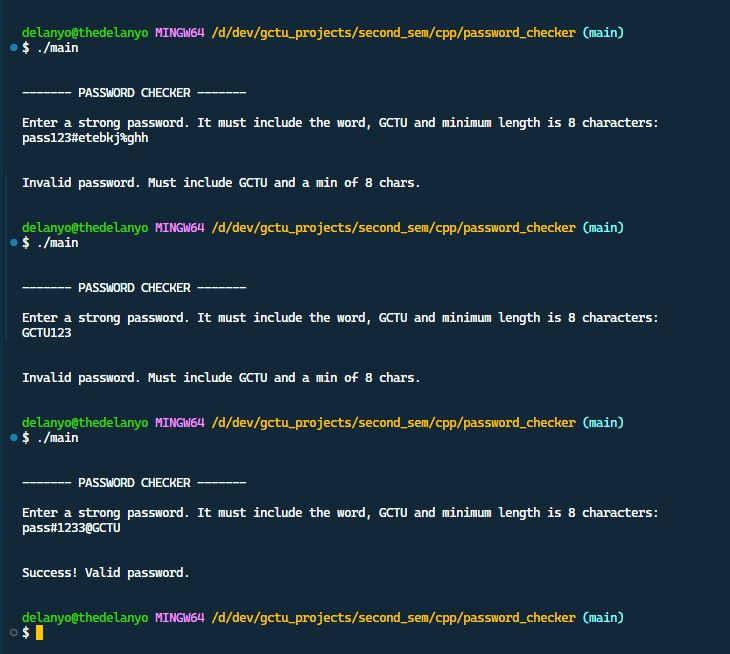 delanyo@thedelanyo MINGW64 /d/dev/gctu_projects/second_sem/cpp/password_checker (main)
$ ./main
------- PASSWORD CHECKER -------
Enter a strong password. It must include the word, GCTU and minimum length is 8 characters:
pass123#etebkj%ghh
Invalid password. Must include GCTU and a min of 8 chars.
delanyo@thedelanyo MINGW64 /d/dev/gctu_projects/second_sem/cpp/password_checker (main)
$ ./main
------- PASSWORD CHECKER -------
Enter a strong password. It must include the word, GCTU and minimum length is 8 characters:
GCTU123
Invalid password. Must include GCTU and a min of 8 chars.
delanyo@thedelanyo MINGW64 /d/dev/gctu_projects/second_sem/cpp/password_checker (main)
$ ./main
------- PASSWORD CHECKER -------
Enter a strong password. It must include the word, GCTU and minimum length is 8 characters:
pass#1233@GCTU
Success! Valid password.
delanyo@thedelanyo MINGW64 /d/dev/gctu_projects/second_sem/cpp/password_checker (main)
$